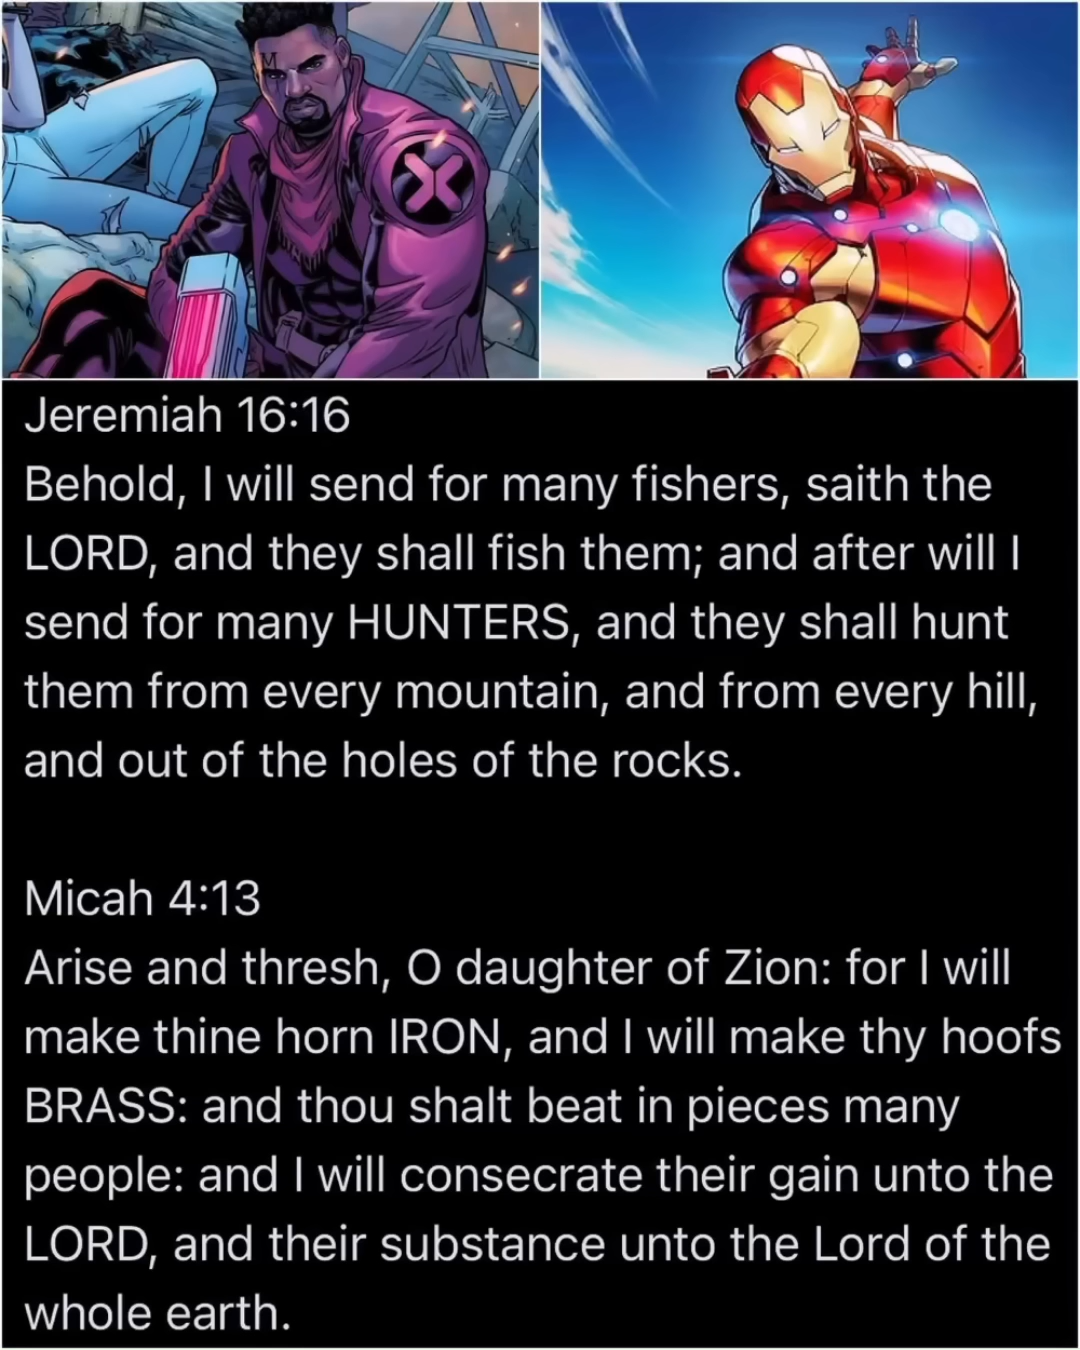 M
X
Jeremiah 16:16
Behold, I will send for many fishers, saith the
LORD, and they shall fish them; and after will I
send for many HUNTERS, and they shall hunt
them from every mountain, and from every hill,
and out of the holes of the rocks.
Micah 4:13
Arise and thresh, O daughter of Zion: for I will
make thine horn IRON, and I will make thy hoofs
BRASS: and thou shalt beat in pieces many
people: and I will consecrate their gain unto the
LORD, and their substance unto the Lord of the
whole earth.